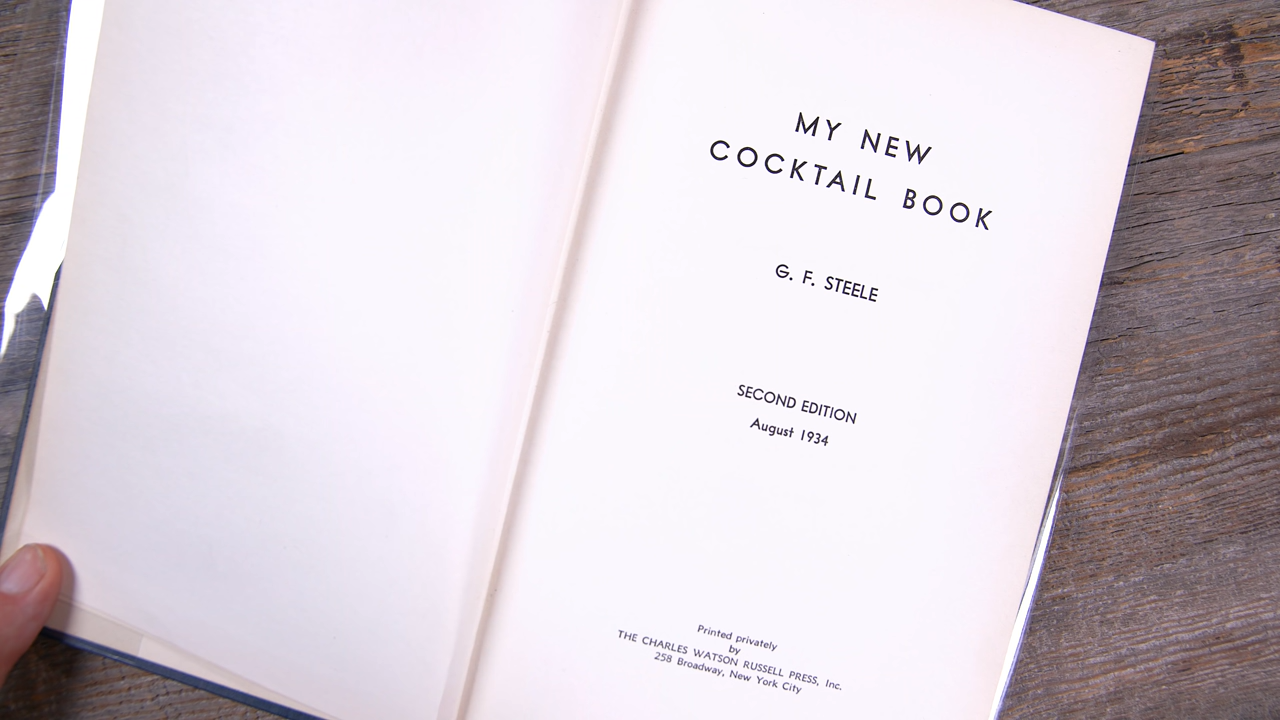 MY NEW
COCKTAIL BOOK
G. F. STEELE
SECOND EDITION
August 1934
Printed privately
by
THE CHARLES WATSON RUSSELL PRESS, Inc.
258 Broadway, New York City